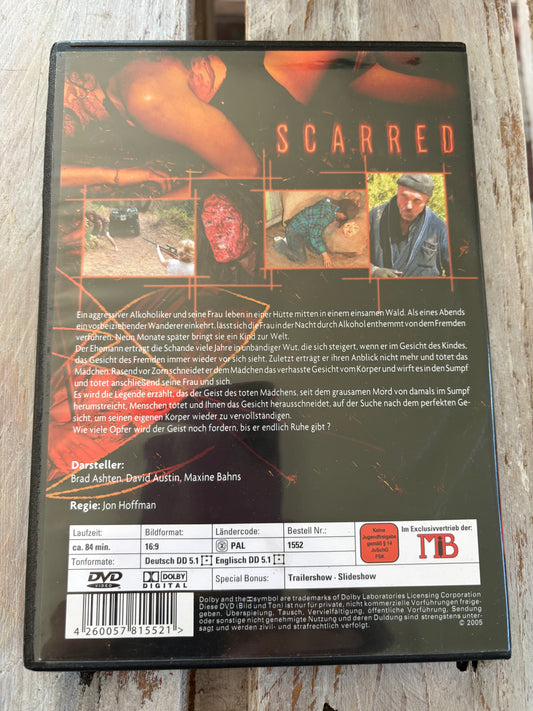 SCARRED
Ein aggressiver Alkoholiker und seine Frau leben in einer Hütte mitten in einem einsamen Wald. Als eines Abends
ein vorbeiziehender Wanderer einkehrt, lässt sich die Frau in der Nacht durch Alkohol enthemmt von dem Fremden
verführen. Neun Monate später bringt sie ein Kind zur Welt.
Der Ehemann erträgt die Schande viele Jahre in unbändiger Wut, die sich steigert, wenn er im Gesicht des Kindes,
das Gesicht des Fremden immer wieder vor sich sieht. Zuletzt erträgt er ihren Anblick nicht mehr und tötet das
Mädchen. Rasend vor Zorn schneidet er dem Mädchen das verhasste Gesicht vom Körper und wirft es in den Sumpf
und tötet anschließend seine Frau und sich.
Es wird die Legende erzählt, das der Geist des toten Mädchens, seit dem grausamen Mord von damals im Sumpf
herumstreicht, Menschen tötet und Ihnen das Gesicht herausschneidet, auf der Suche nach dem perfekten Ge-
sicht, um seinen eigenen Körper wieder zu vervollständigen.
Wie viele Opfer wird der Geist noch fordern, bis er endlich Ruhe gibt ?
Darsteller:
Brad Ashten, David Austin, Maxine Bahns
Regie: Jon Hoffman
Laufzeit: Bildformat: Ländercode: Bestell Nr.:
ca. 84 min. 16:9 PAL 1552
Tonformate: Deutsch DD 5.1 Englisch DD 5.1
DVD VIDEO DOLBY DIGITAL Special Bonus: Trailershow - Slideshow
Keine
Jugendfreigabe
gemäß § 14
JuSchG
FSK
Im Exclusivvertrieb der:
MiB
4 260057 815521 >
Dolby and the symbol are trademarks of Dolby Laboratories Licensing Corporation
Diese DVD (Bild und Ton) ist nur für private, nicht kommerzielle Vorführungen freige-
geben. Überspielung, Tausch, Vervielfältigung, öffentliche Vorführung, Sendung
oder sonstige nicht genehmigte Nutzung und deren Duldung sind strengstens unter-
sagt und werden zivil- und strafrechtlich verfolgt. © 2005